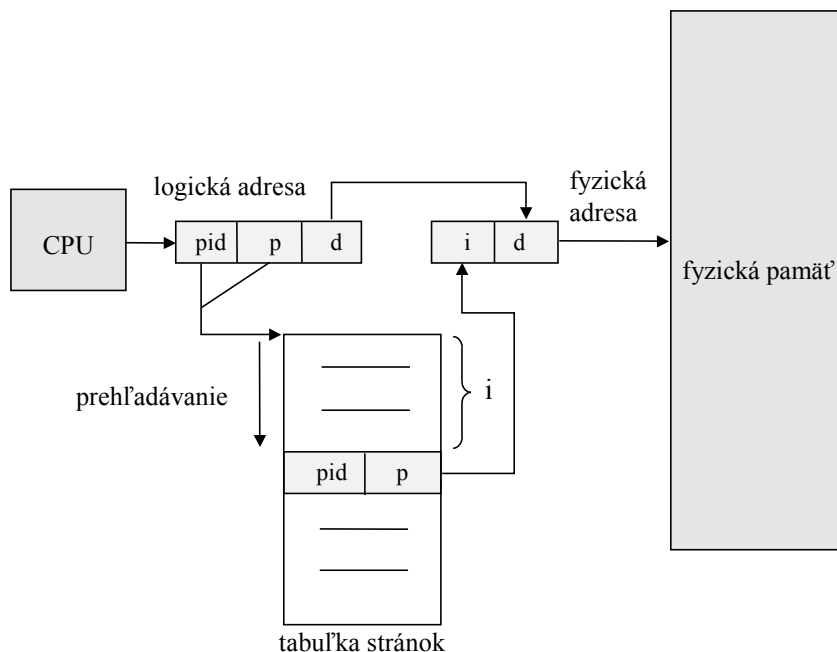 logická adresa
fyzická
adresa
CPU
pid p d
i d
fyzická pamäť
prehľadávanie
i
pid p
tabuľka stránok